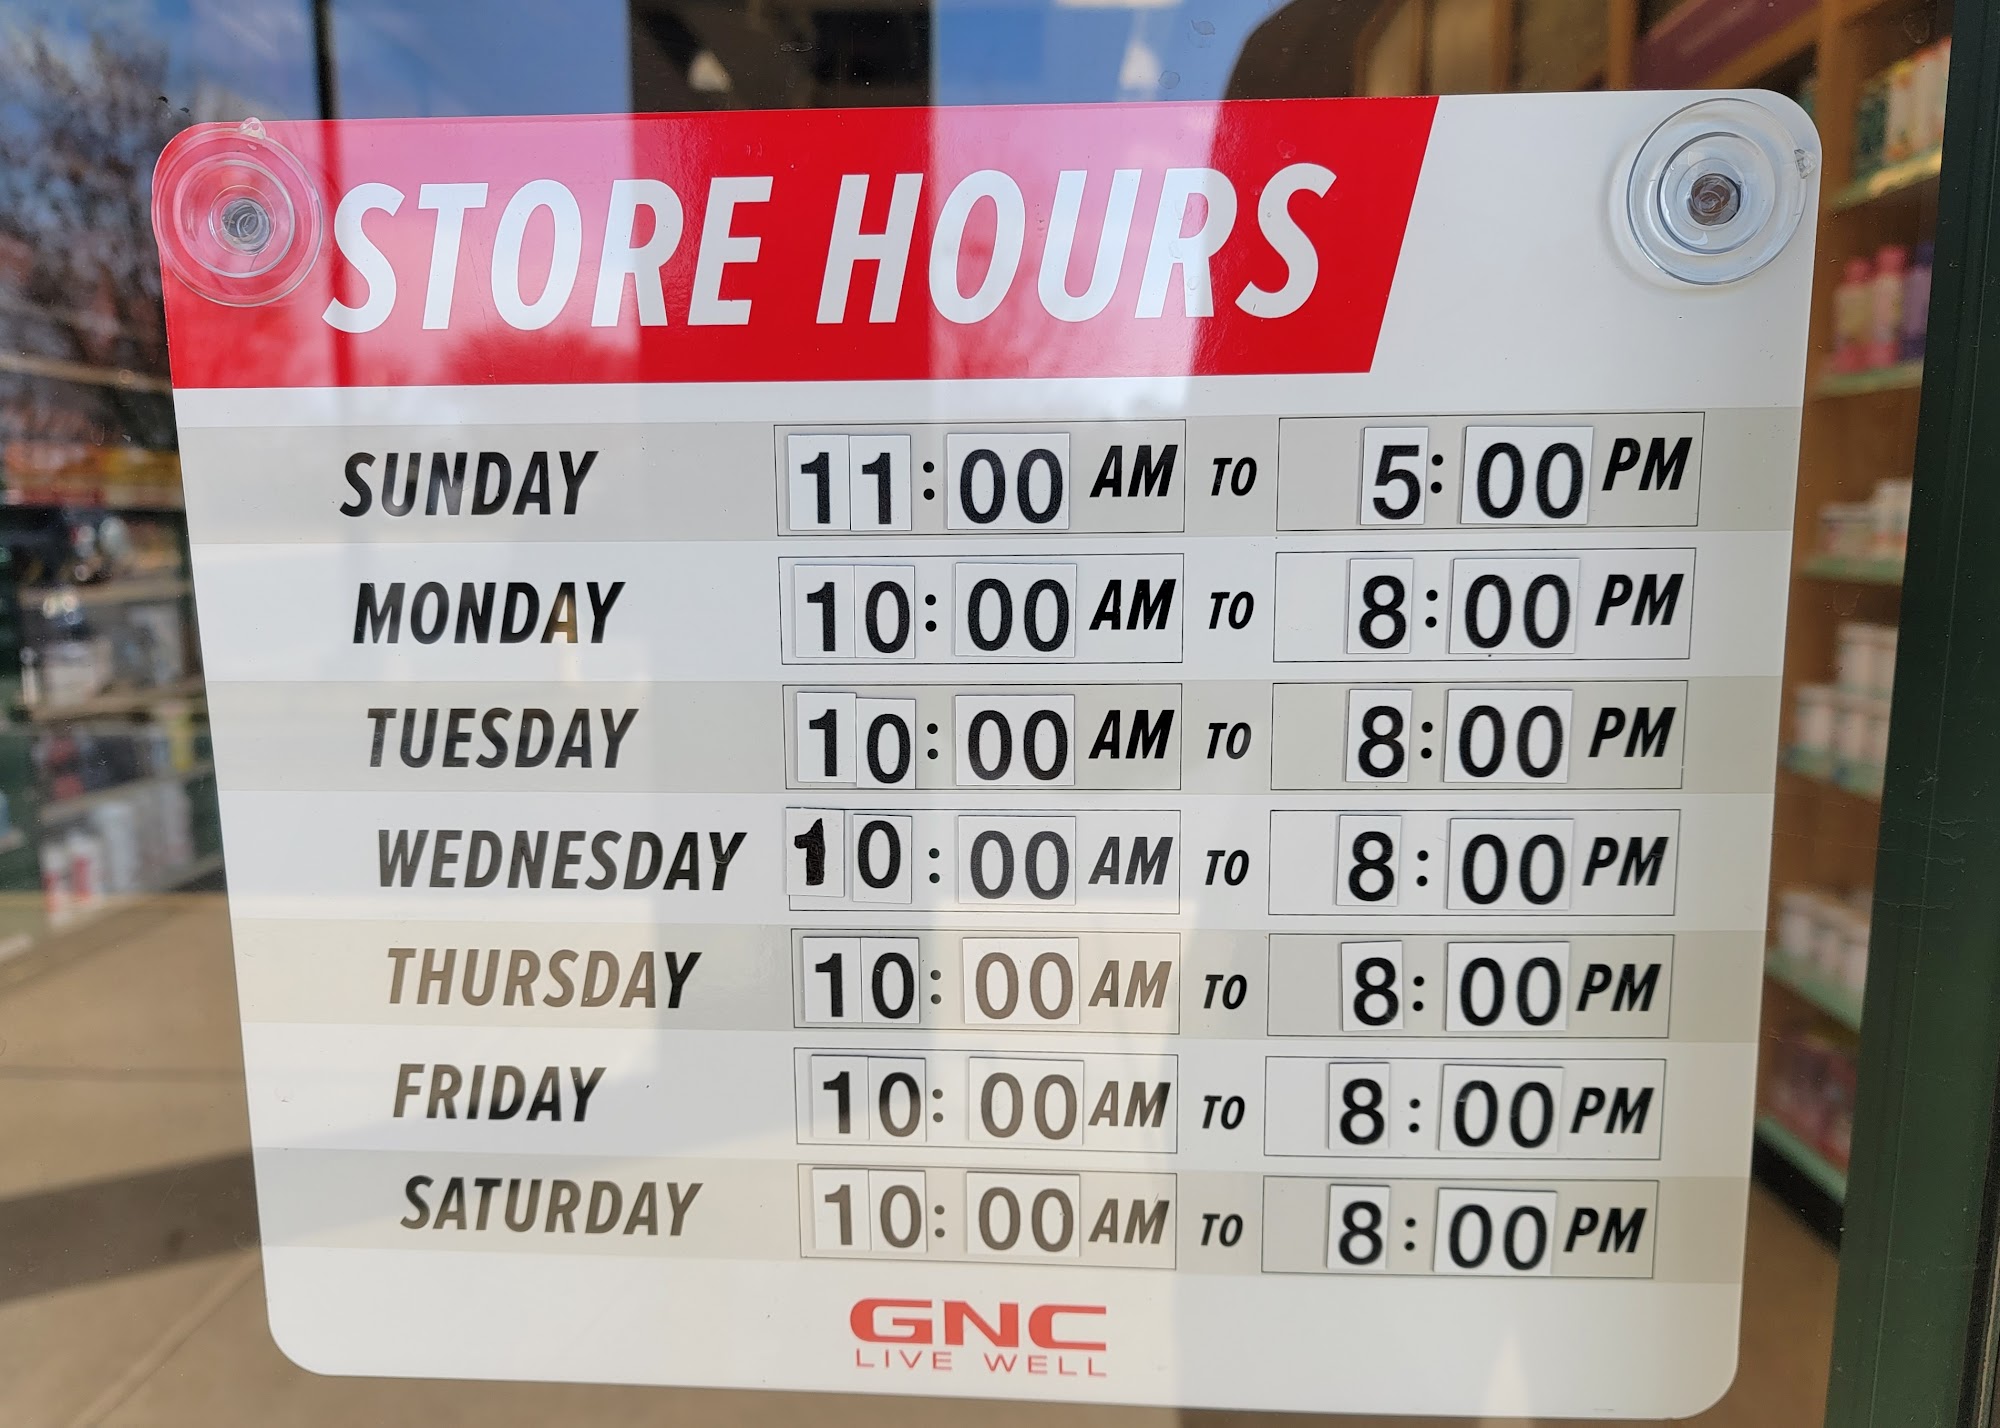 STORE HOURS
SUNDAY 11:00 AM TO 5:00 PM
MONDAY 10:00 AM TO 8:00 PM
TUESDAY 10:00 AM TO 8:00 PM
WEDNESDAY 10:00 AM TO 8:00 PM
THURSDAY 10:00 AM TO 8:00 PM
FRIDAY 10:00 AM TO 8:00 PM
SATURDAY 10:00 AM TO 8:00 PM
GNC
LIVE WELL